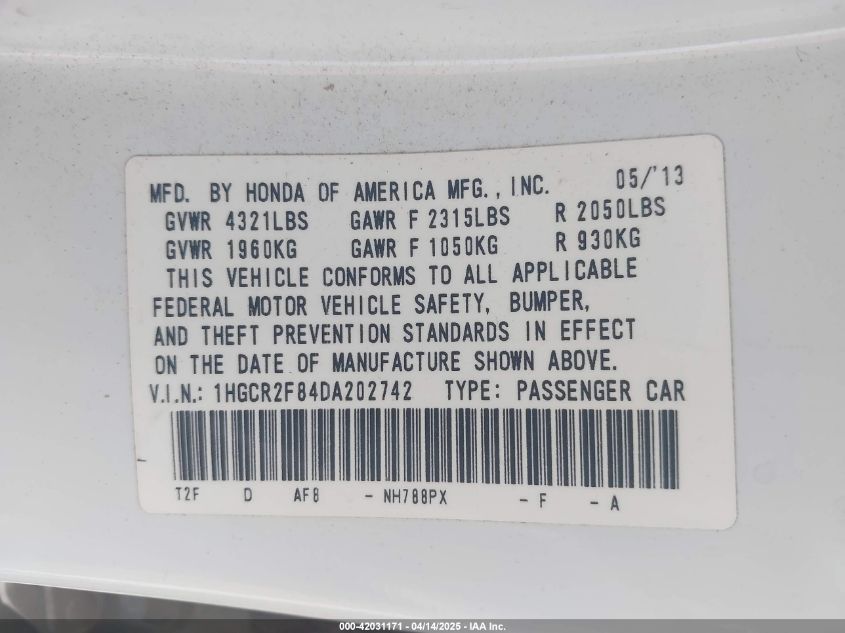 MFD. BY HONDA OF AMERICA MFG., INC. 05/'13
GVWR 4321LBS GAWR F 2315LBS R 2050LBS
GVWR 1960KG GAWR F 1050KG R 930KG
THIS VEHICLE CONFORMS TO ALL APPLICABLE
FEDERAL MOTOR VEHICLE SAFETY, BUMPER,
AND THEFT PREVENTION STANDARDS IN EFFECT
ON THE DATE OF MANUFACTURE SHOWN ABOVE.
V.I.N.: 1HGCR2F84DA202742 TYPE: PASSENGER CAR
T2F D AF8 - NH788PX - F - A
000-42031171 | 04/14/2025 - IAA Inc.